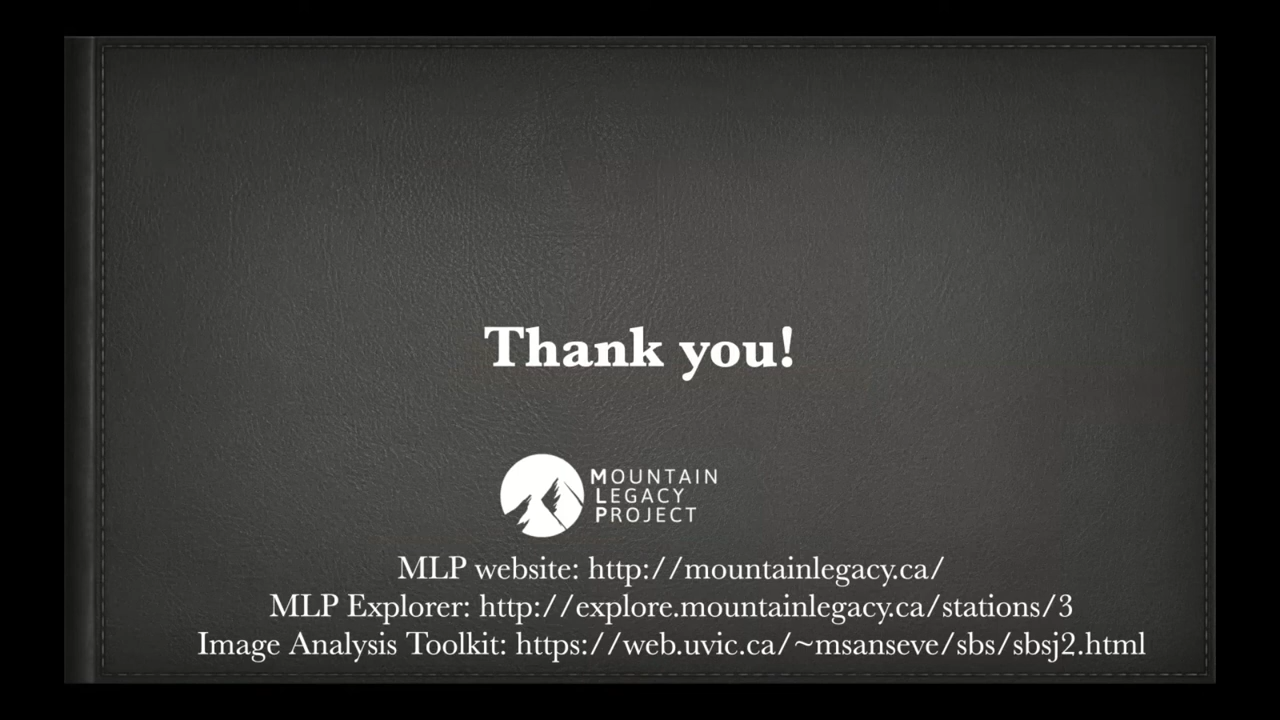 Thank you!
MOUNTAIN
LEGACY
PROJECT
MLP website: http://mountainlegacy.ca/
MLP Explorer: http://explore.mountainlegacy.ca/stations/3
Image Analysis Toolkit: https://web.uvic.ca/~msanseve/sbs/sbsj2.html